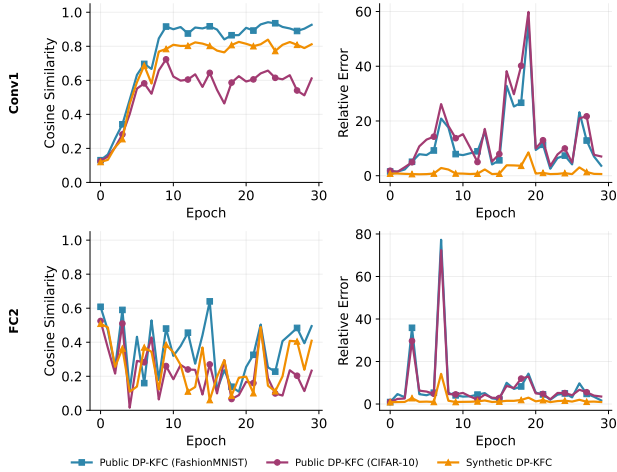 Conv1
Cosine Similarity
1.0
0.8
0.6
0.4
0.2
0.0
0
10
20
30
Epoch
Relative Error
60
40
20
0
0
10
20
30
Epoch
FC2
Cosine Similarity
1.0
0.8
0.6
0.4
0.2
0.0
0
10
20
30
Epoch
Relative Error
80
60
40
20
0
0
10
20
30
Epoch
Public DP-KFC (FashionMNIST)
Public DP-KFC (CIFAR-10)
Synthetic DP-KFC